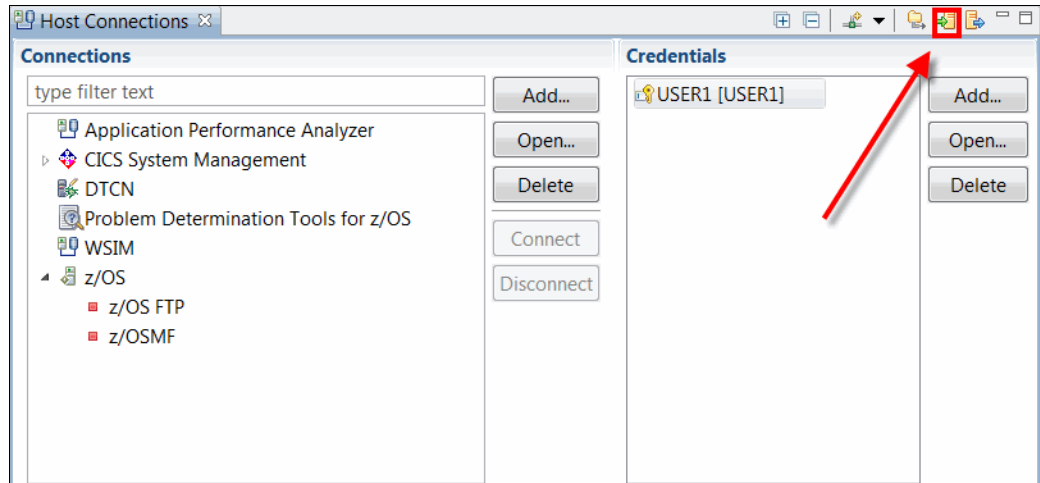 Host Connections
Connections
type filter text
Application Performance Analyzer
CICS System Management
DTCN
Problem Determination Tools for z/OS
WSIM
z/OS
z/OS FTP
z/OSMF
Add...
Open...
Delete
Connect
Disconnect
Credentials
USER1 [USER1]
Add...
Open...
Delete